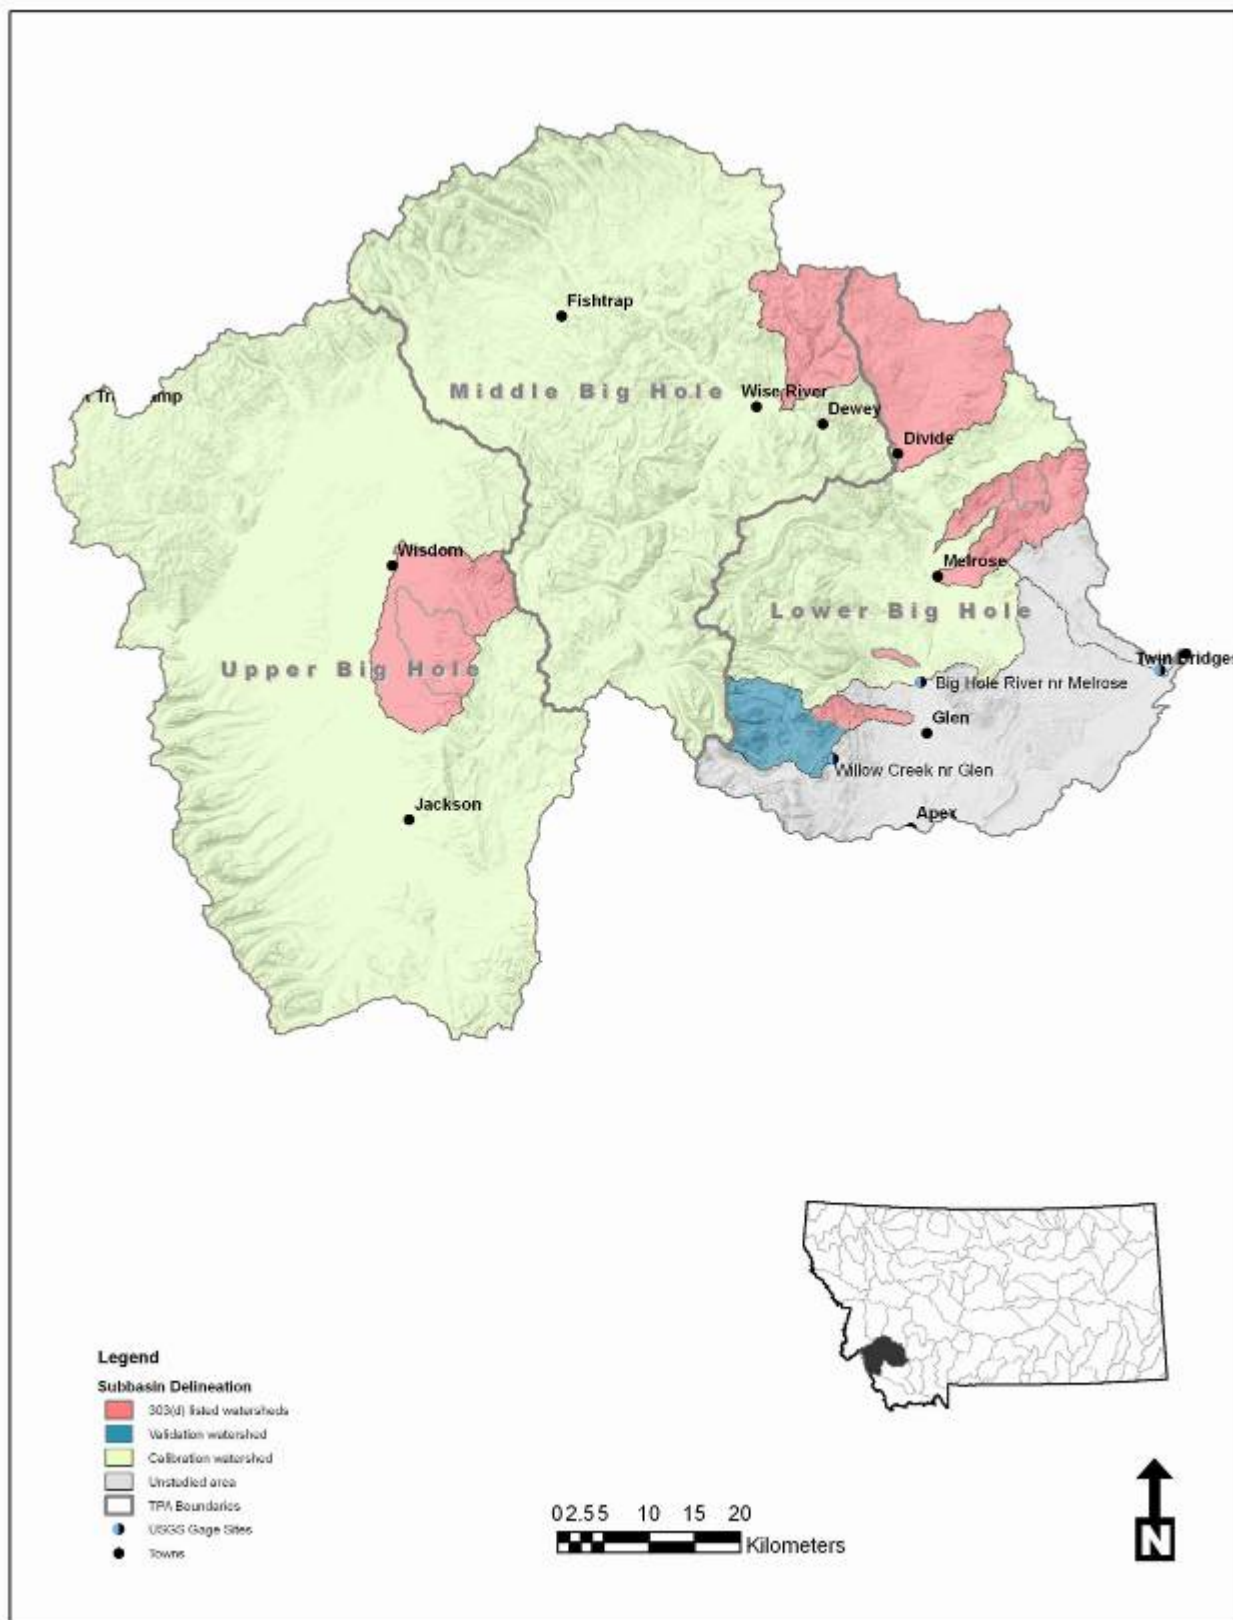 Fishtrap
Middle Big Hole
Wise River
Dewey
Divide
Wisdom
Melrose
Lower Big Hole
Upper Big Hole
Twin Bridges
Big Hole River nr Melrose
Glen
Willow Creek nr Glen
Jackson
Apex
Legend
Subbasin Delineation
303(d) listed watersheds
Validation watershed
Calibration watershed
Unstudied area
TPA Boundaries
USGS Gage Sites
Towns
0 2.5 5 10 15 20
Kilometers
N